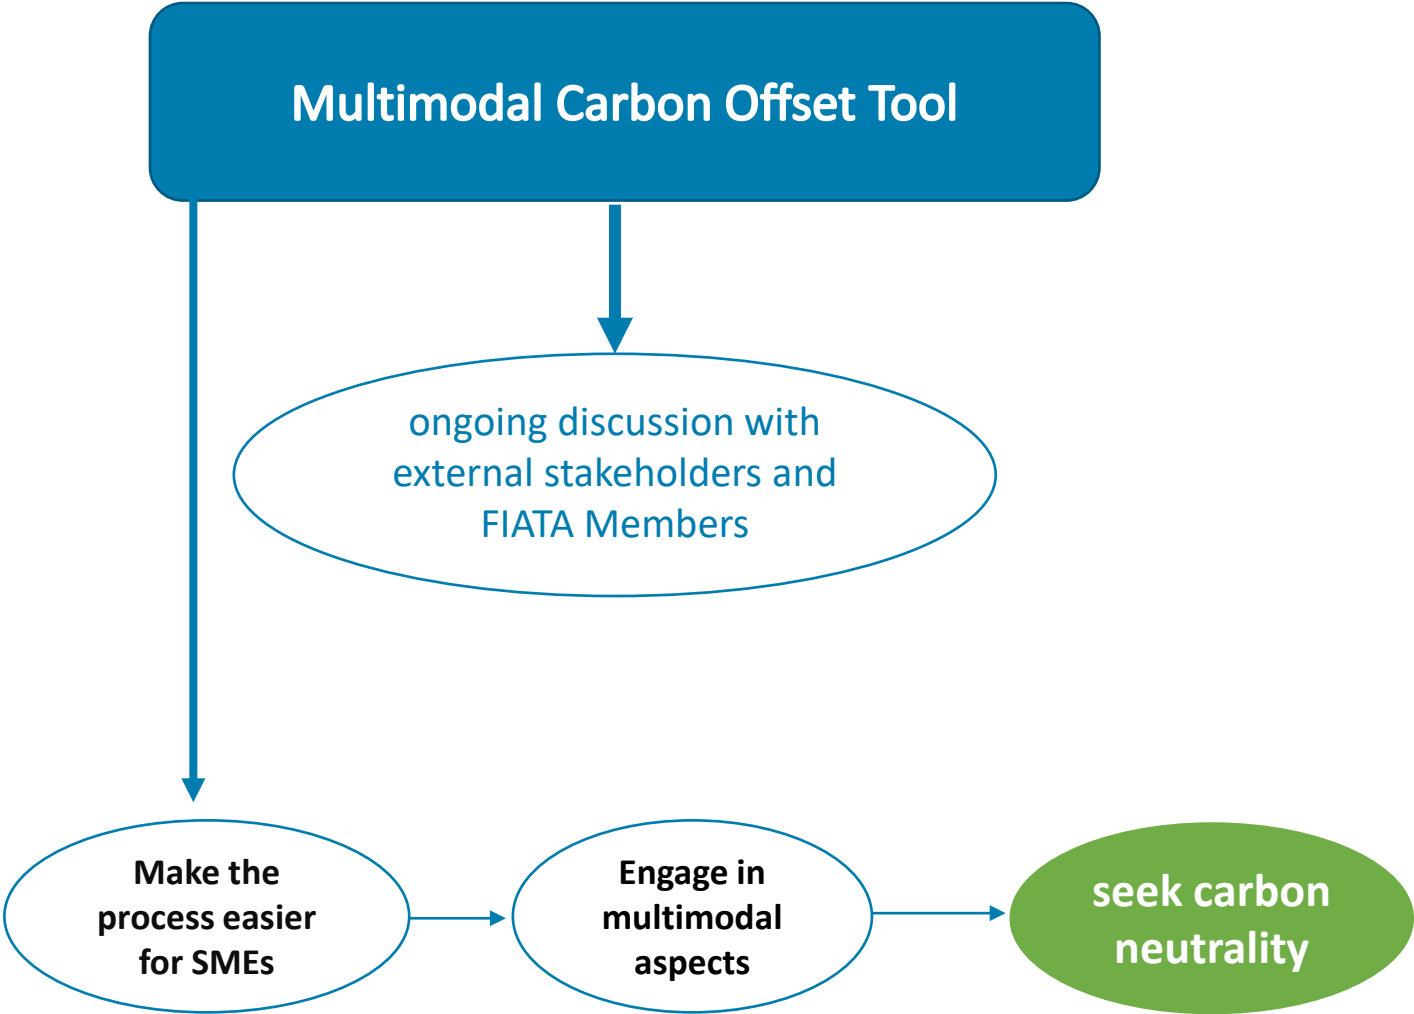 Multimodal Carbon Offset Tool
ongoing discussion with
external stakeholders and
FIATA Members
Make the
process easier
for SMEs
Engage in
multimodal
aspects
seek carbon
neutrality